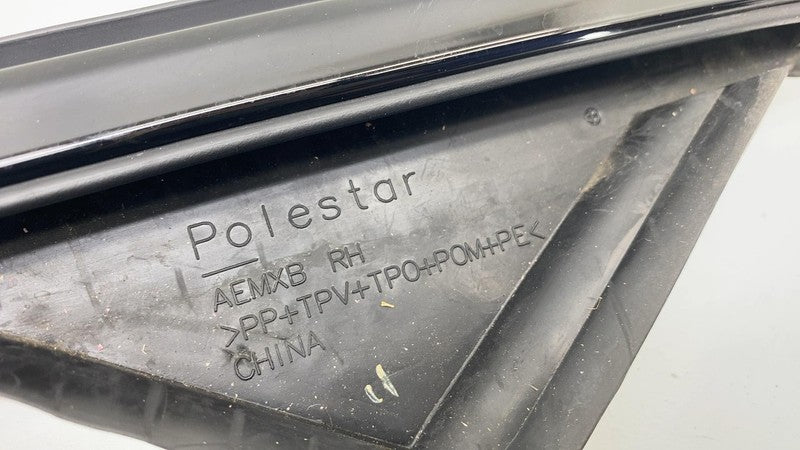 Polestar
AEMXB RH
>PP+TPV+TPO+POM+PE<
CHINA